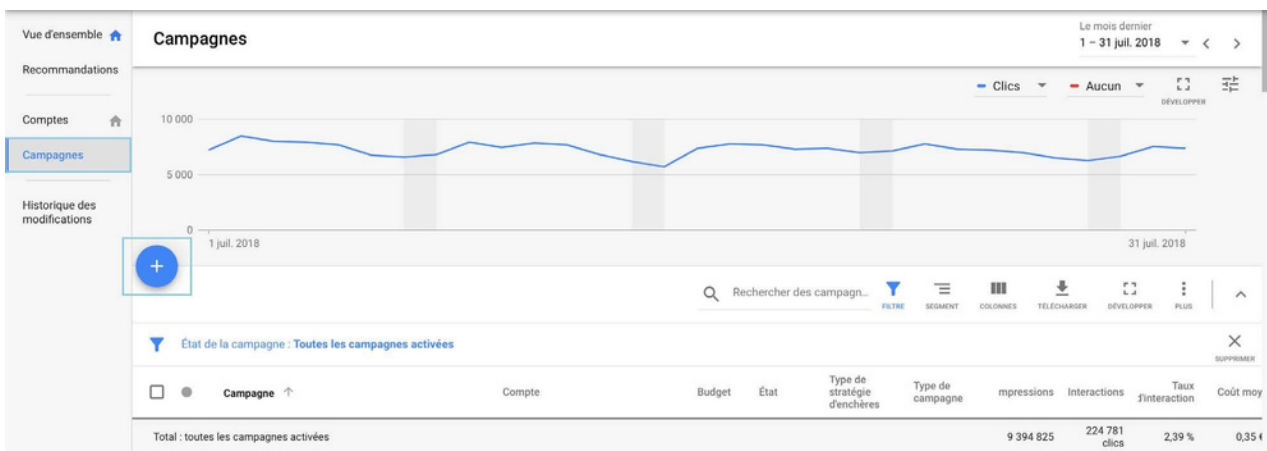 Vue d'ensemble
Recommandations
Comptes
Campagnes
Historique des
modifications
Campagnes
Le mois dernier
1 – 31 juil. 2018
Clics
Aucun
DÉVELOPPER
10 000
5 000
0
1 juil. 2018
31 juil. 2018
+
Rechercher des campagn...
FILTRE
SEGMENT
COLONNES
TÉLÉCHARGER
DÉVELOPPER
PLUS
État de la campagne : Toutes les campagnes activées
SUPPRIMER
Campagne
Compte
Budget
État
Type de
stratégie
d'enchères
Type de
campagne
mpressions
Interactions
Taux
d'interaction
Coût moy
Total : toutes les campagnes activées
9 394 825
224 781
clics
2,39 %
0,35 €